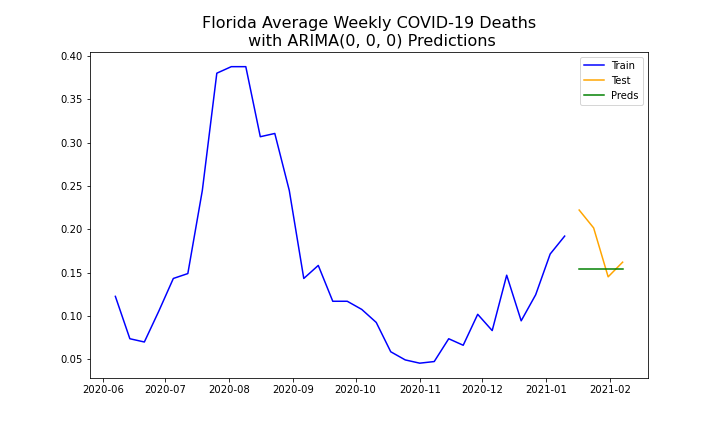 Florida Average Weekly COVID-19 Deaths
with ARIMA(0, 0, 0) Predictions
0.40
0.35
0.30
0.25
0.20
0.15
0.10
0.05
Train
Test
Preds
2020-06 2020-07 2020-08 2020-09 2020-10 2020-11 2020-12 2021-01 2021-02